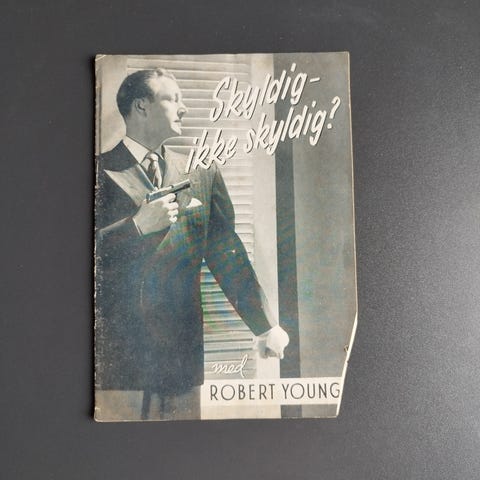 Skyldig-
ikke skyldig?
med
ROBERT YOUNG